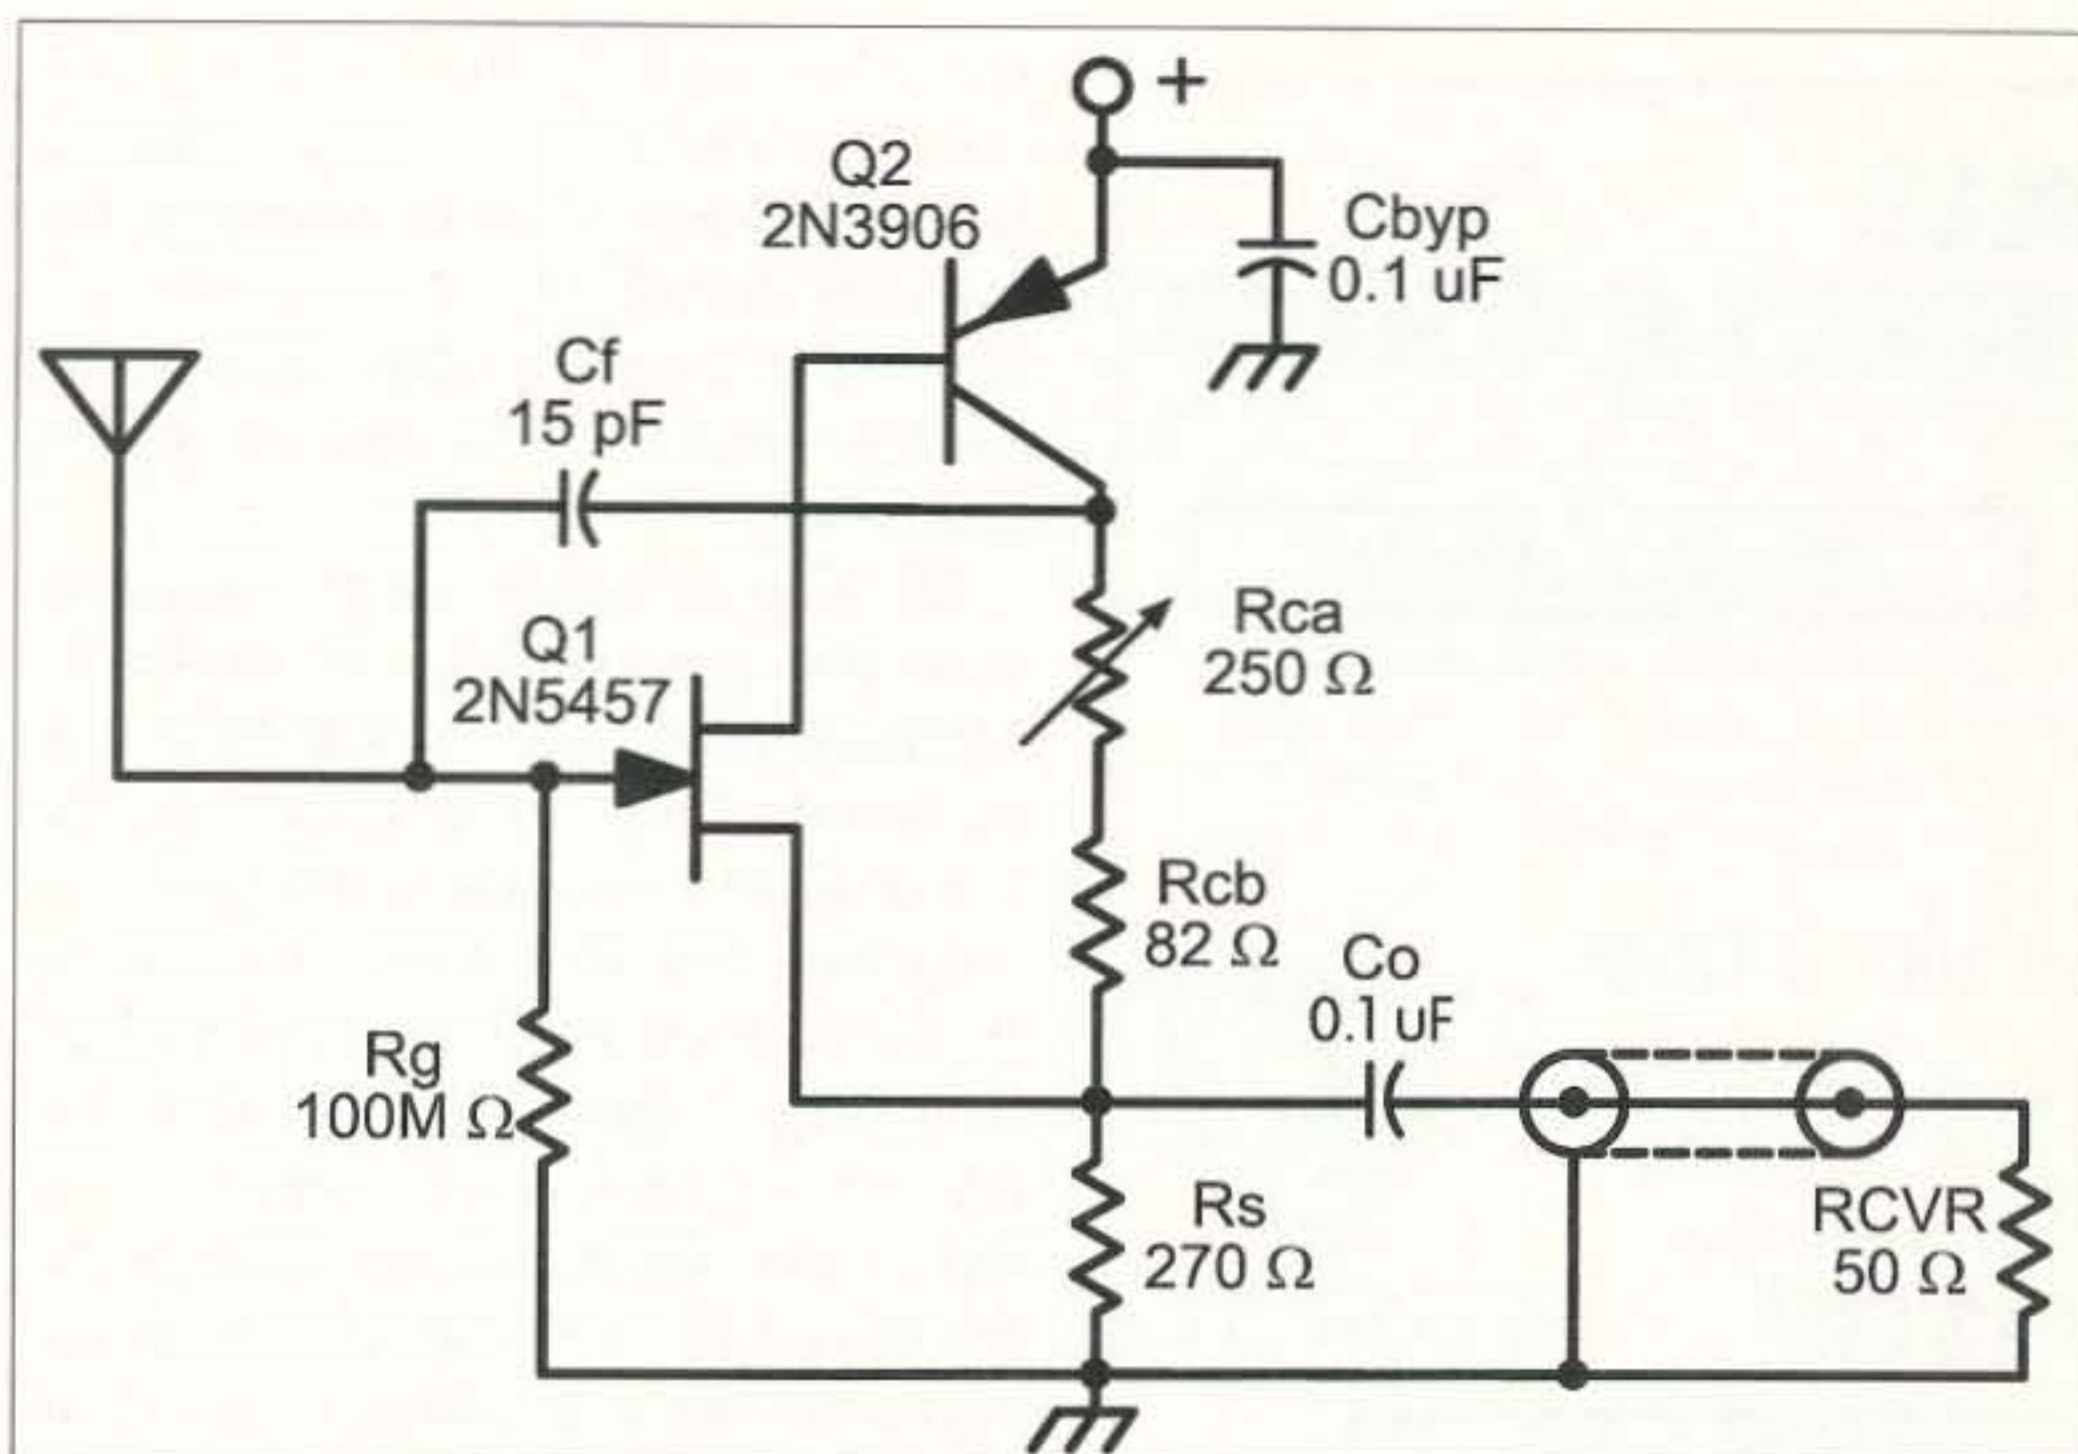 +
Q2
2N3906
Cbyp
0.1 uF
Cf
15 pF
Rca
250 Ω
Q1
2N5457
Rcb
82 Ω
Co
0.1 uF
Rg
100M Ω
Rs
270 Ω
RCVR
50 Ω